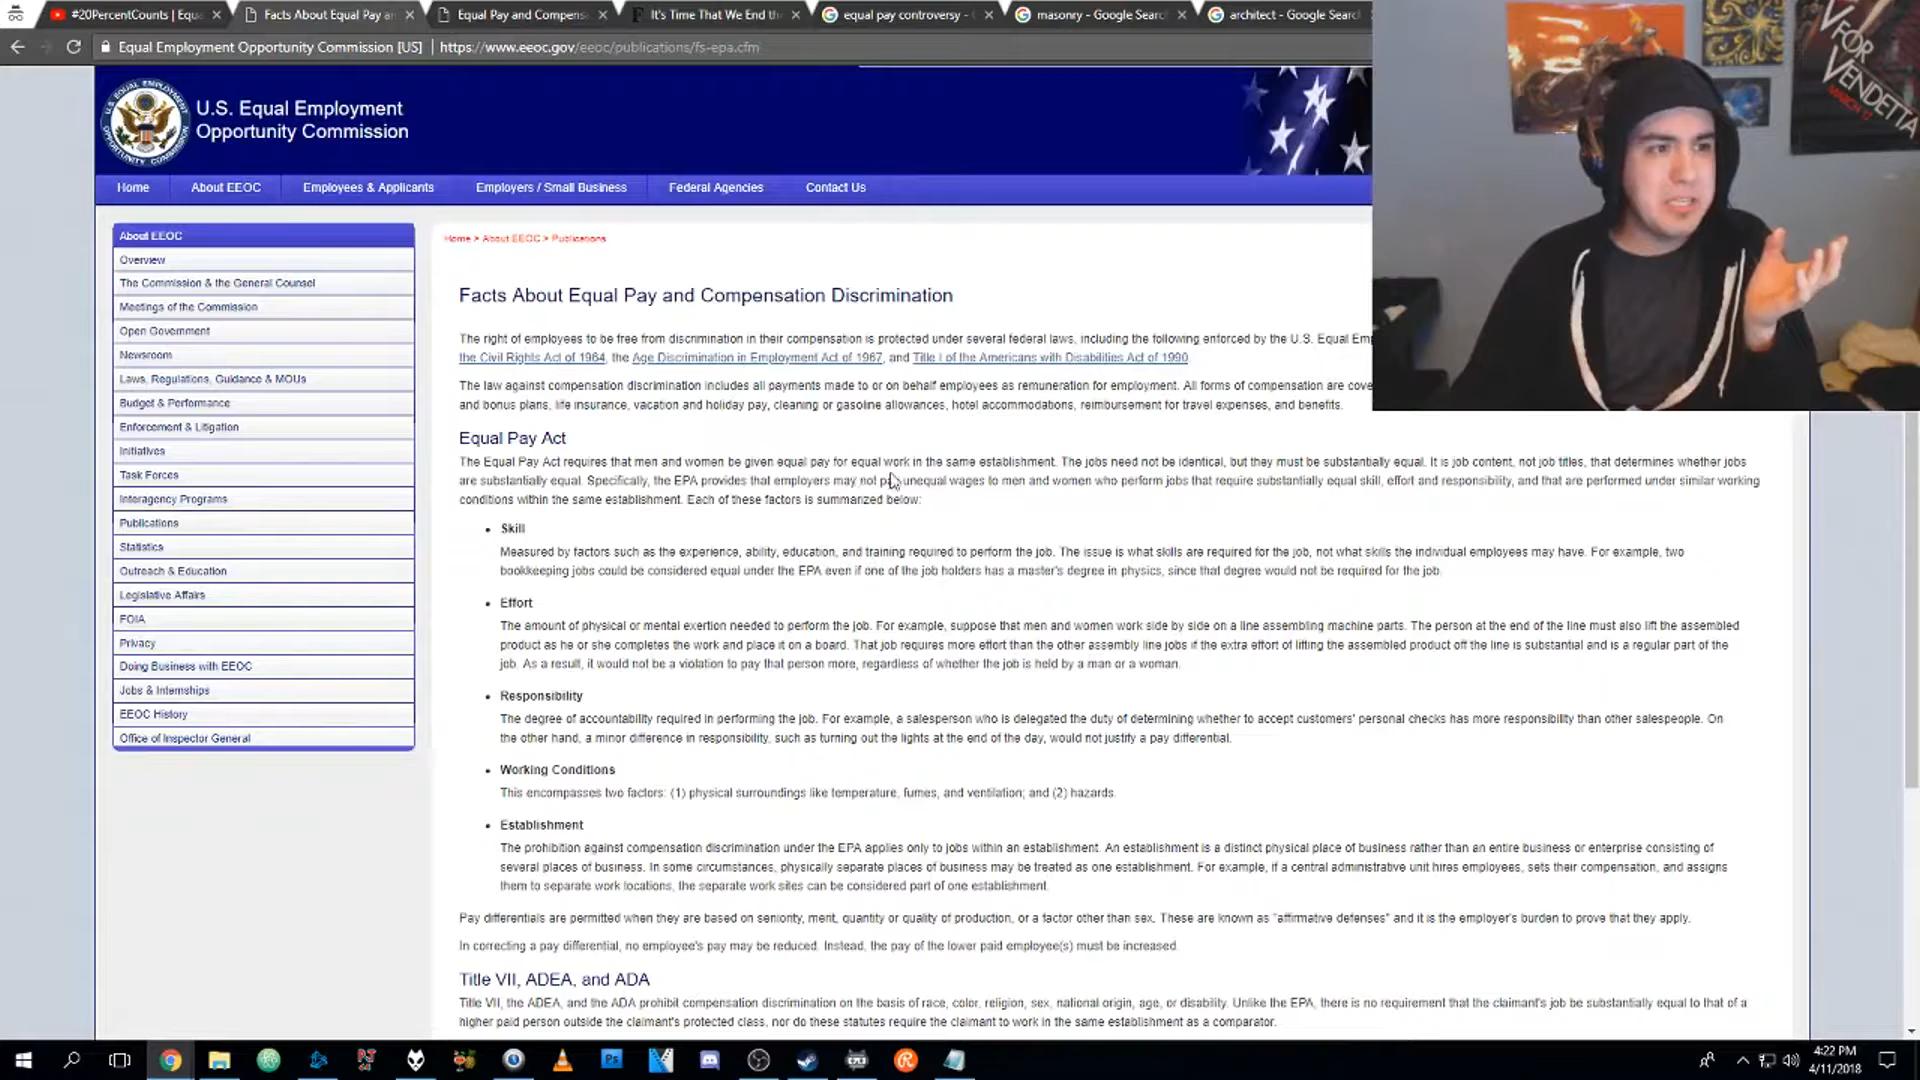 #20PercentCounts | Equa
Facts About Equal Pay an
Equal Pay and Compens
It's Time That We End th
equal pay controversy - G
masonry - Google Searc
architect - Google Search
Equal Employment Opportunity Commission [US] | https://www.eeoc.gov/eeoc/publications/fs-epa.cfm
V FOR
VENDETTA
U.S. Equal Employment
Opportunity Commission
Home About EEOC Employees & Applicants Employers / Small Business Federal Agencies Contact Us
About EEOC
Overview
The Commission & the General Counsel
Meetings of the Commission
Open Government
Newsroom
Laws, Regulations, Guidance & MOUs
Budget & Performance
Enforcement & Litigation
Initiatives
Task Forces
Interagency Programs
Publications
Statistics
Outreach & Education
Legislative Affairs
FOIA
Privacy
Doing Business with EEOC
Jobs & Internships
EEOC History
Office of Inspector General
Home > About EEOC > Publications
Facts About Equal Pay and Compensation Discrimination
The right of employees to be free from discrimination in their compensation is protected under several federal laws, including the following enforced by the U.S. Equal Em
the Civil Rights Act of 1964, the Age Discrimination in Employment Act of 1967, and Title I of the Americans with Disabilities Act of 1990
The law against compensation discrimination includes all payments made to or on behalf employees as remuneration for employment. All forms of compensation are cove
and bonus plans, life insurance, vacation and holiday pay, cleaning or gasoline allowances, hotel accommodations, reimbursement for travel expenses, and benefits.
Equal Pay Act
The Equal Pay Act requires that men and women be given equal pay for equal work in the same establishment. The jobs need not be identical, but they must be substantially equal. It is job content, not job titles, that determines whether jobs
are substantially equal. Specifically, the EPA provides that employers may not pay unequal wages to men and women who perform jobs that require substantially equal skill, effort and responsibility, and that are performed under similar working
conditions within the same establishment. Each of these factors is summarized below:
• Skill
Measured by factors such as the experience, ability, education, and training required to perform the job. The issue is what skills are required for the job, not what skills the individual employees may have. For example, two
bookkeeping jobs could be considered equal under the EPA even if one of the job holders has a master's degree in physics, since that degree would not be required for the job.
• Effort
The amount of physical or mental exertion needed to perform the job. For example, suppose that men and women work side by side on a line assembling machine parts. The person at the end of the line must also lift the assembled
product as he or she completes the work and place it on a board. That job requires more effort than the other assembly line jobs if the extra effort of lifting the assembled product off the line is substantial and is a regular part of the
job. As a result, it would not be a violation to pay that person more, regardless of whether the job is held by a man or a woman.
• Responsibility
The degree of accountability required in performing the job. For example, a salesperson who is delegated the duty of determining whether to accept customers' personal checks has more responsibility than other salespeople. On
the other hand, a minor difference in responsibility, such as turning out the lights at the end of the day, would not justify a pay differential.
• Working Conditions
This encompasses two factors: (1) physical surroundings like temperature, fumes, and ventilation; and (2) hazards.
• Establishment
The prohibition against compensation discrimination under the EPA applies only to jobs within an establishment. An establishment is a distinct physical place of business rather than an entire business or enterprise consisting of
several places of business. In some circumstances, physically separate places of business may be treated as one establishment. For example, if a central administrative unit hires employees, sets their compensation, and assigns
them to separate work locations, the separate work sites can be considered part of one establishment.
Pay differentials are permitted when they are based on seniority, merit, quantity or quality of production, or a factor other than sex. These are known as "affirmative defenses" and it is the employer's burden to prove that they apply.
In correcting a pay differential, no employee's pay may be reduced. Instead, the pay of the lower paid employee(s) must be increased.
Title VII, ADEA, and ADA
Title VII, the ADEA, and the ADA prohibit compensation discrimination on the basis of race, color, religion, sex, national origin, age, or disability. Unlike the EPA, there is no requirement that the claimant's job be substantially equal to that of a
higher paid person outside the claimant's protected class, nor do these statutes require the claimant to work in the same establishment as a comparator.
Ps
4:22 PM
4/11/2018